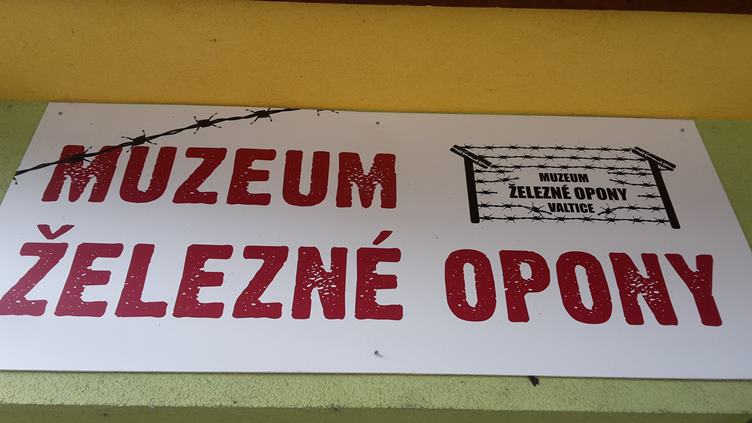 MUZEUM
ŽELEZNÉ OPONY
MUZEUM
ŽELEZNÉ OPONY
VALTICE